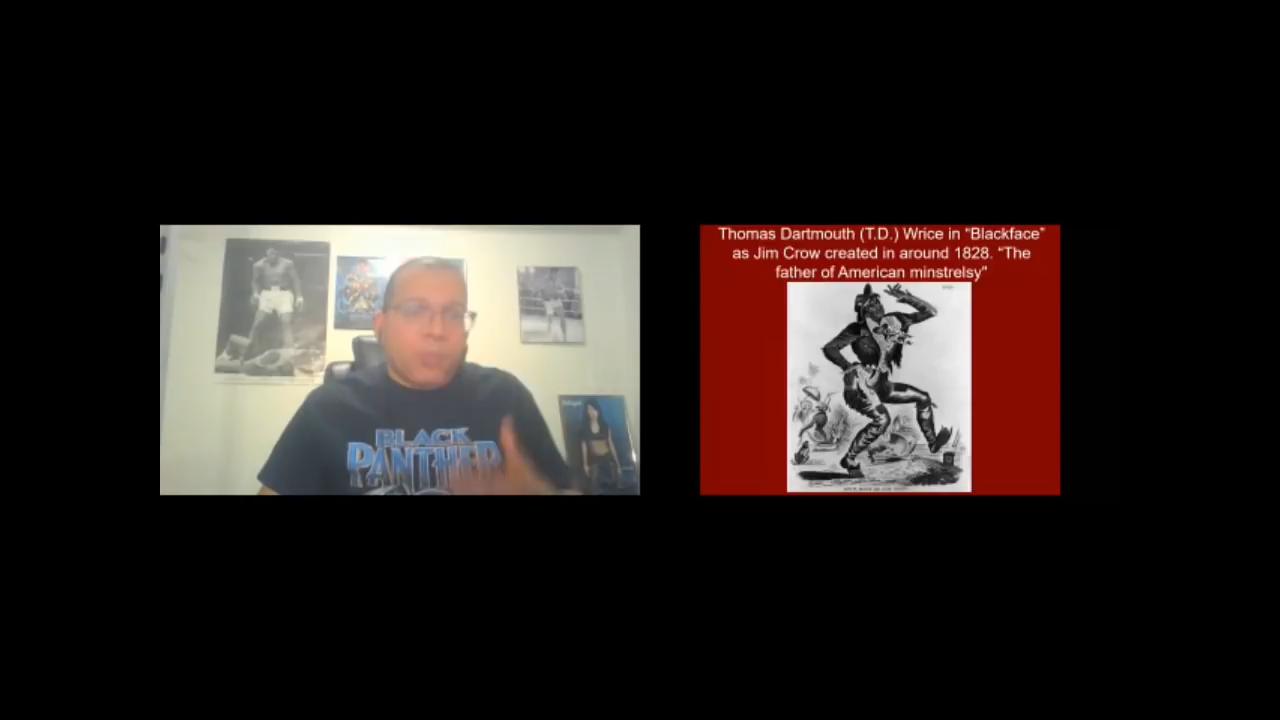 BLACK
PANTHER
Thomas Dartmouth (T.D.) Wrice in “Blackface”
as Jim Crow created in around 1828. “The
father of American minstrelsy”